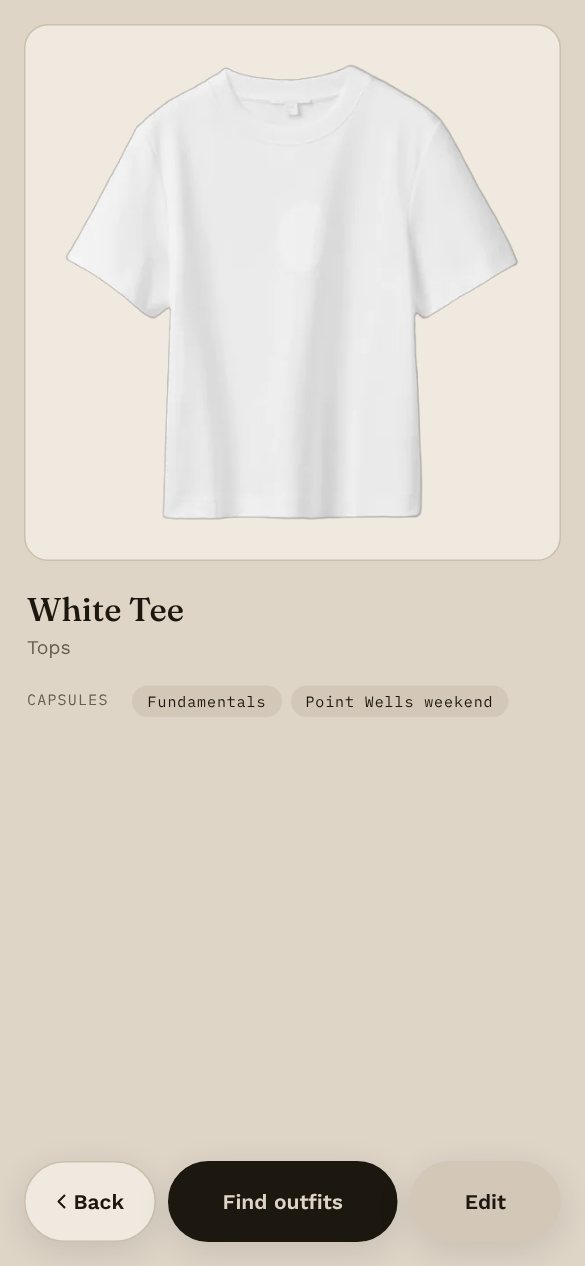 White Tee
Tops
CAPSULES Fundamentals Point Wells weekend
Back Find outfits Edit